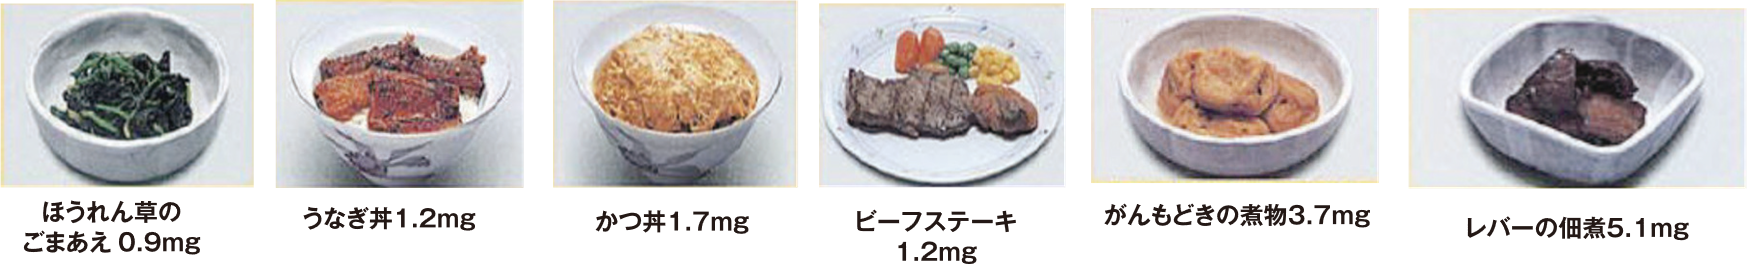 ほうれん草の
ごまあえ 0.9mg
うなぎ丼1.2mg
かつ丼1.7mg
ビーフステーキ
1.2mg
がんもどきの煮物3.7mg
レバーの佃煮5.1mg